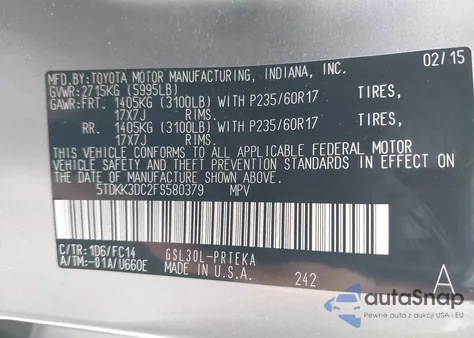 MFD.BY: TOYOTA MOTOR MANUFACTURING, INDIANA, INC. 02/15
GVWR: 2715KG (5995LB)
GAWR: FRT. 1405KG (3100LB) WITH P235/60R17 TIRES,
17X7J RIMS.
RR. 1405KG (3100LB) WITH P235/60R17 TIRES,
17X7J RIMS.
THIS VEHICLE CONFORMS TO ALL APPLICABLE FEDERAL MOTOR
VEHICLE SAFETY AND THEFT PREVENTION STANDARDS IN EFFECT ON
THE DATE OF MANUFACTURE SHOWN ABOVE.
5TDKK3DC2FS580379 MPV
C/TR: 1D6/FC14 GSL30L-PRTEKA
A/TM:-01A/U660E MADE IN U.S.A. 242 A
autoSnap
Pewne auta z aukcji USA i EU